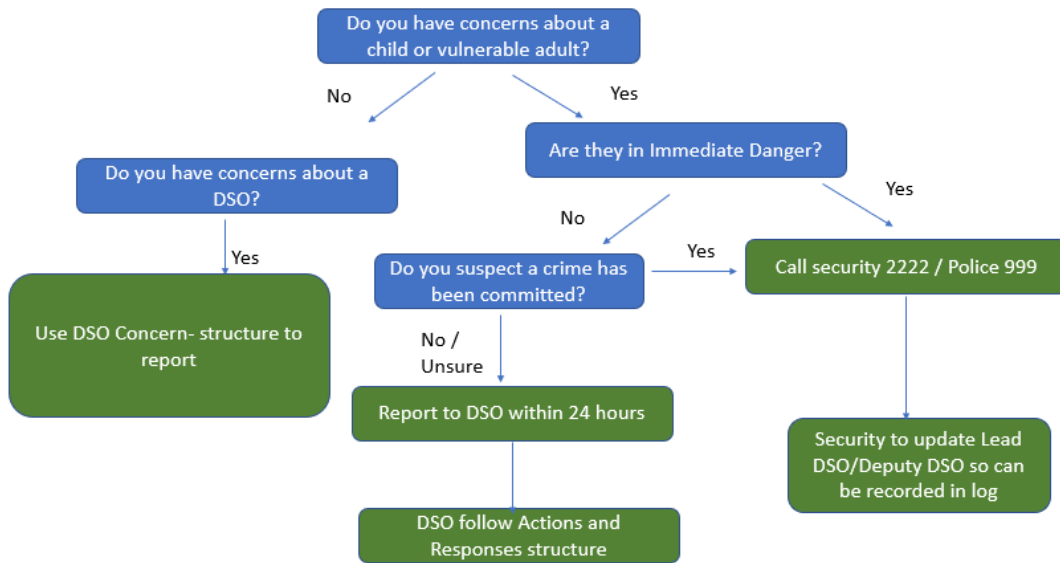 Do you have concerns about a
child or vulnerable adult?
No
Yes
Are they in Immediate Danger?
Do you have concerns about a
DSO?
Yes
No
Yes
Yes
Do you suspect a crime has
been committed?
Call security 2222 / Police 999
Use DSO Concern- structure to
report
No /
Unsure
Report to DSO within 24 hours
Security to update Lead
DSO/Deputy DSO so can
be recorded in log
DSO follow Actions and
Responses structure